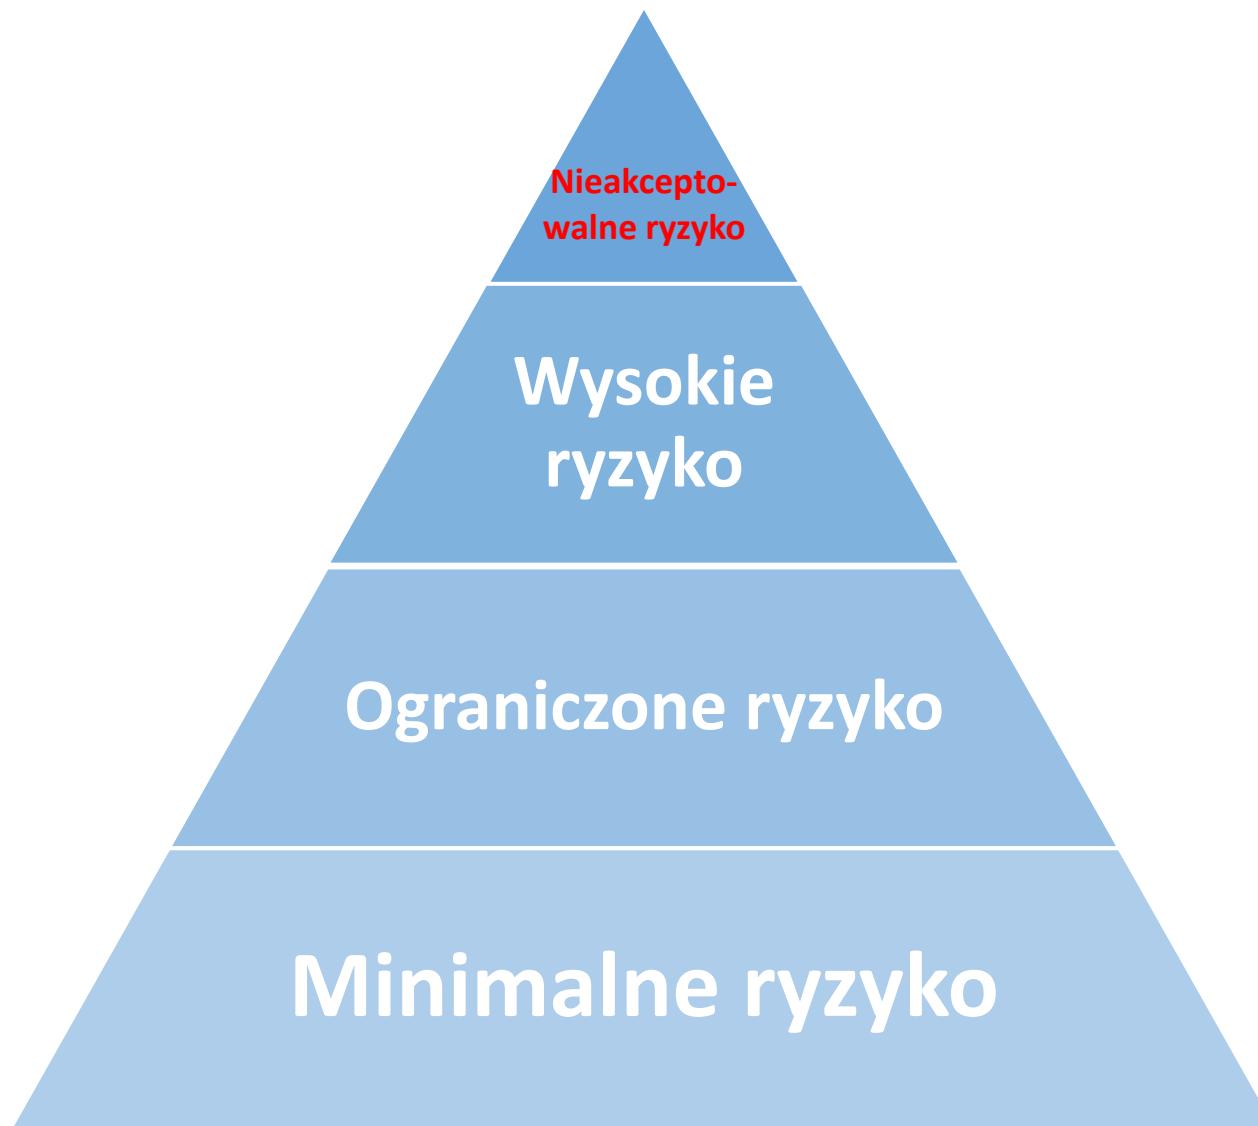 Nieakcepto-
walne ryzyko
Wysokie
ryzyko
Ograniczone ryzyko
Minimalne ryzyko